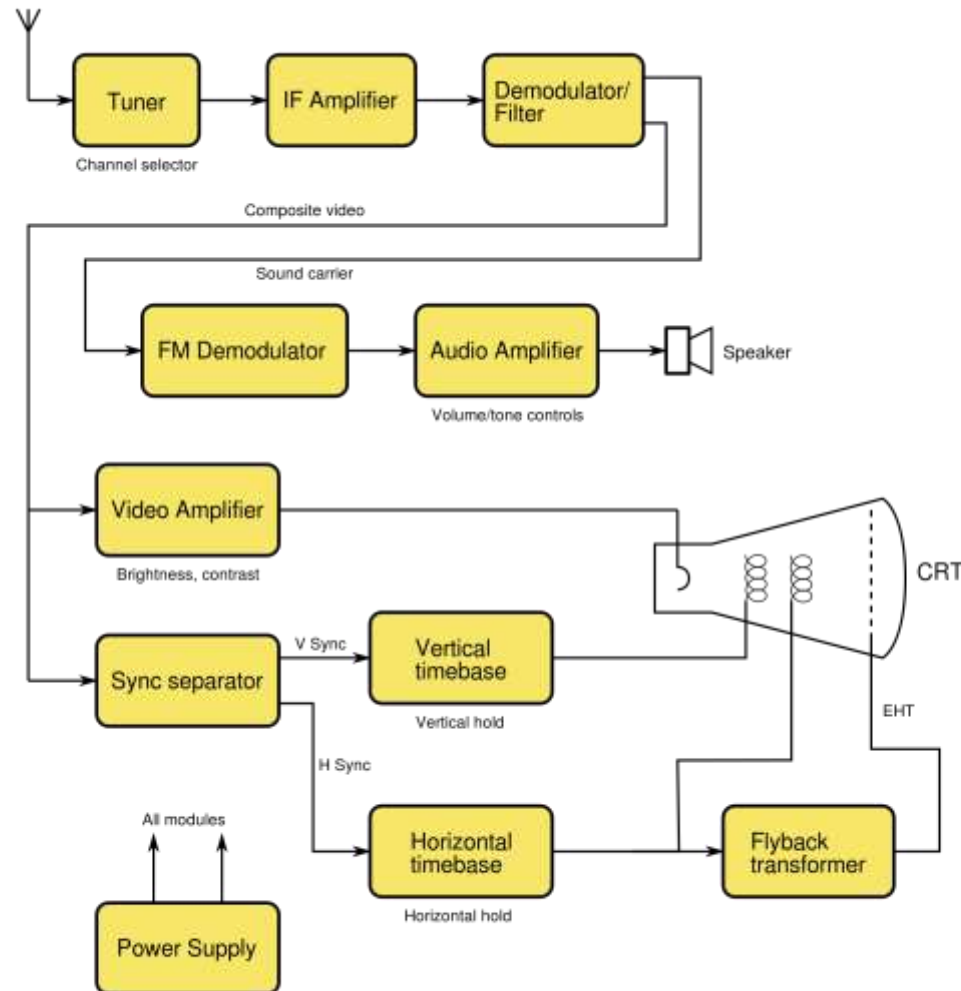 Tuner
IF Amplifier
Demodulator/
Filter
Channel selector
Composite video
Sound carrier
FM Demodulator
Audio Amplifier
Speaker
Volume/tone controls
Video Amplifier
Brightness, contrast
CRT
Sync separator
V Sync
Vertical
timebase
Vertical hold
EHT
H Sync
All modules
Horizontal
timebase
Flyback
transformer
Horizontal hold
Power Supply